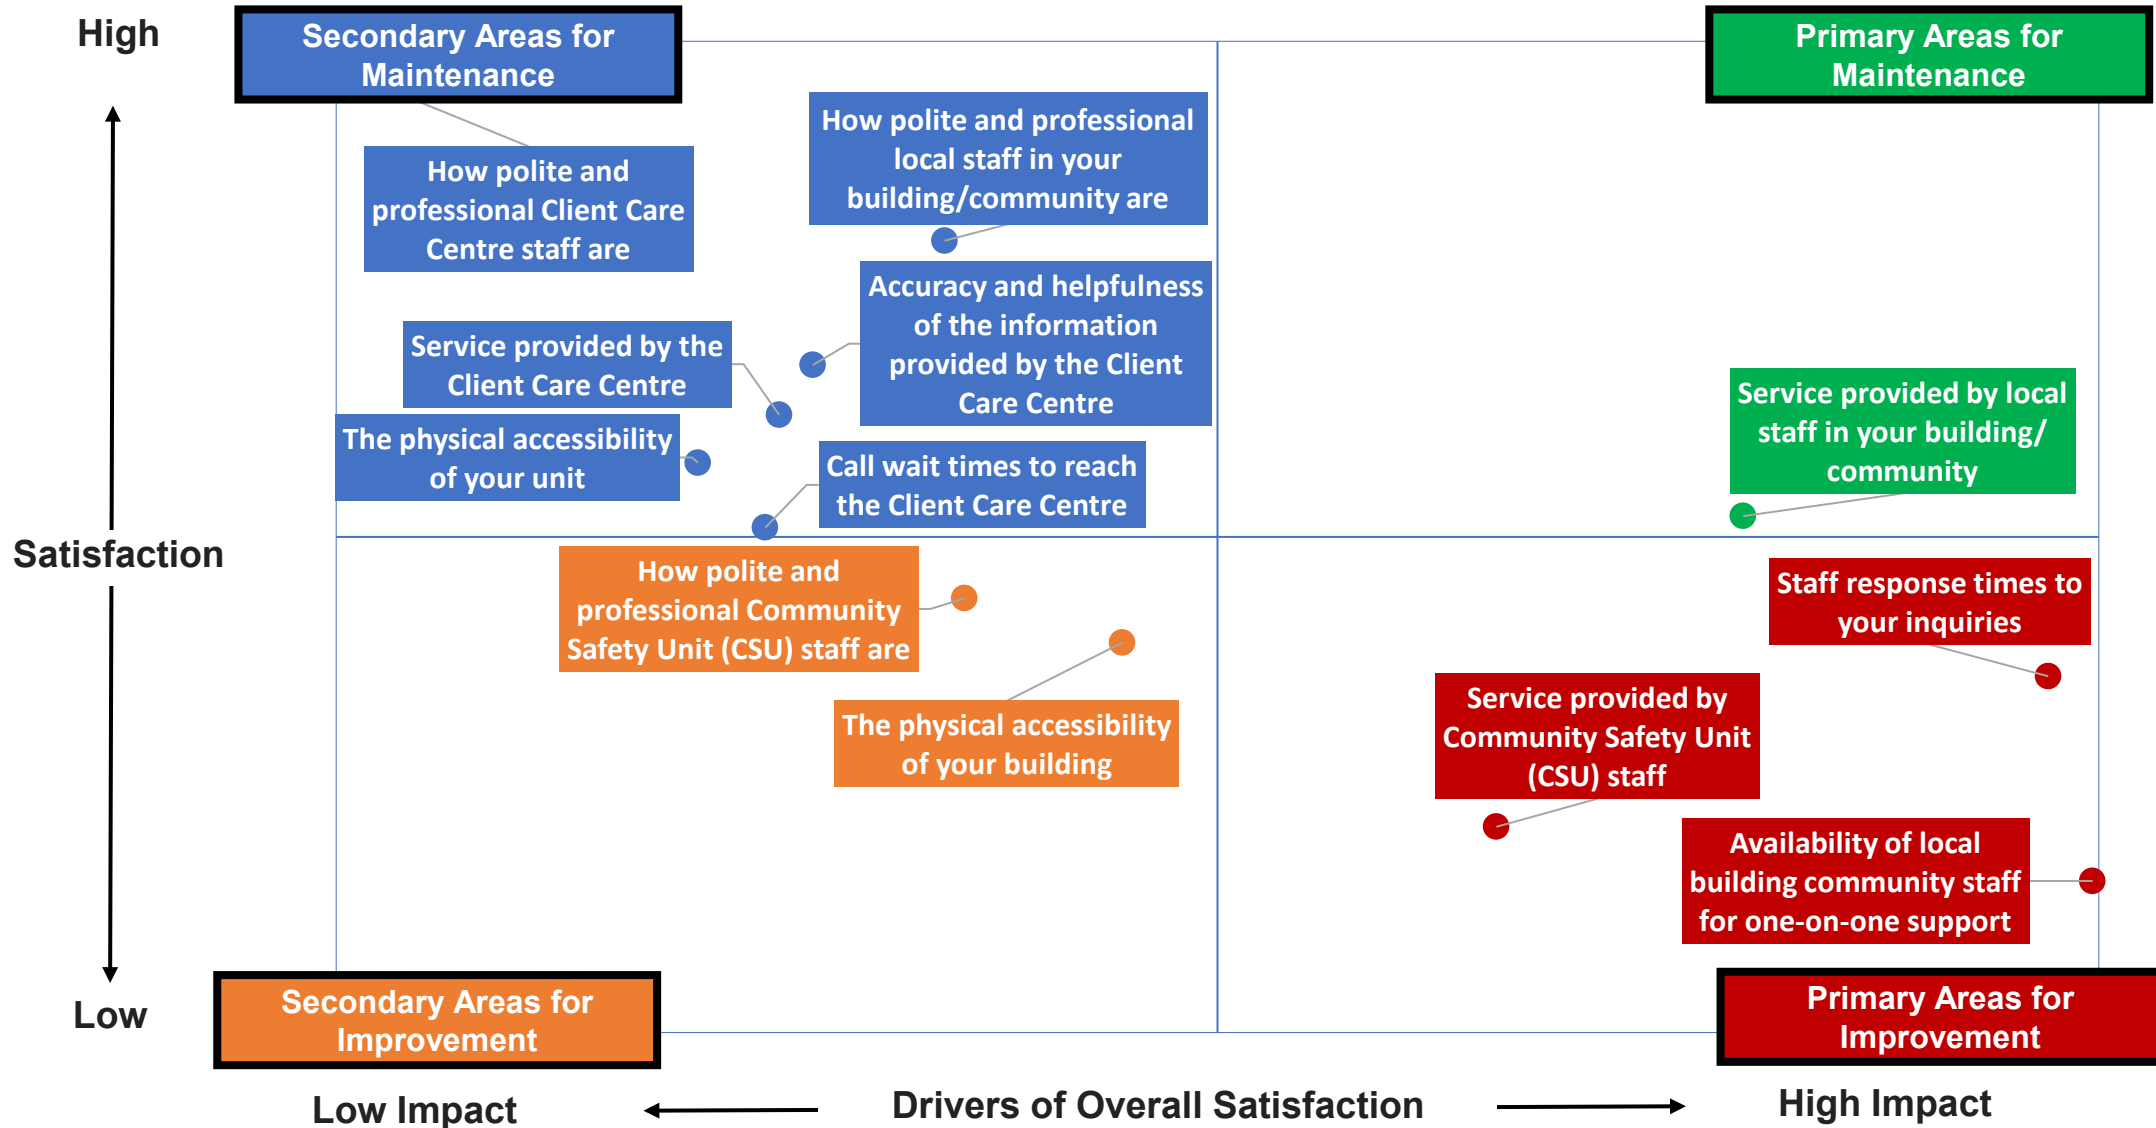 High
Secondary Areas for
Maintenance
Primary Areas for
Maintenance
How polite and professional
local staff in your
building/community are
How polite and
professional Client Care
Centre staff are
Accuracy and helpfulness
of the information
provided by the Client
Care Centre
Service provided by the
Client Care Centre
Service provided by local
staff in your building/
community
The physical accessibility
of your unit
Call wait times to reach
the Client Care Centre
Satisfaction
How polite and
professional Community
Safety Unit (CSU) staff are
Staff response times to
your inquiries
The physical accessibility
of your building
Service provided by
Community Safety Unit
(CSU) staff
Availability of local
building community staff
for one-on-one support
Low
Secondary Areas for
Improvement
Primary Areas for
Improvement
Low Impact
Drivers of Overall Satisfaction
High Impact